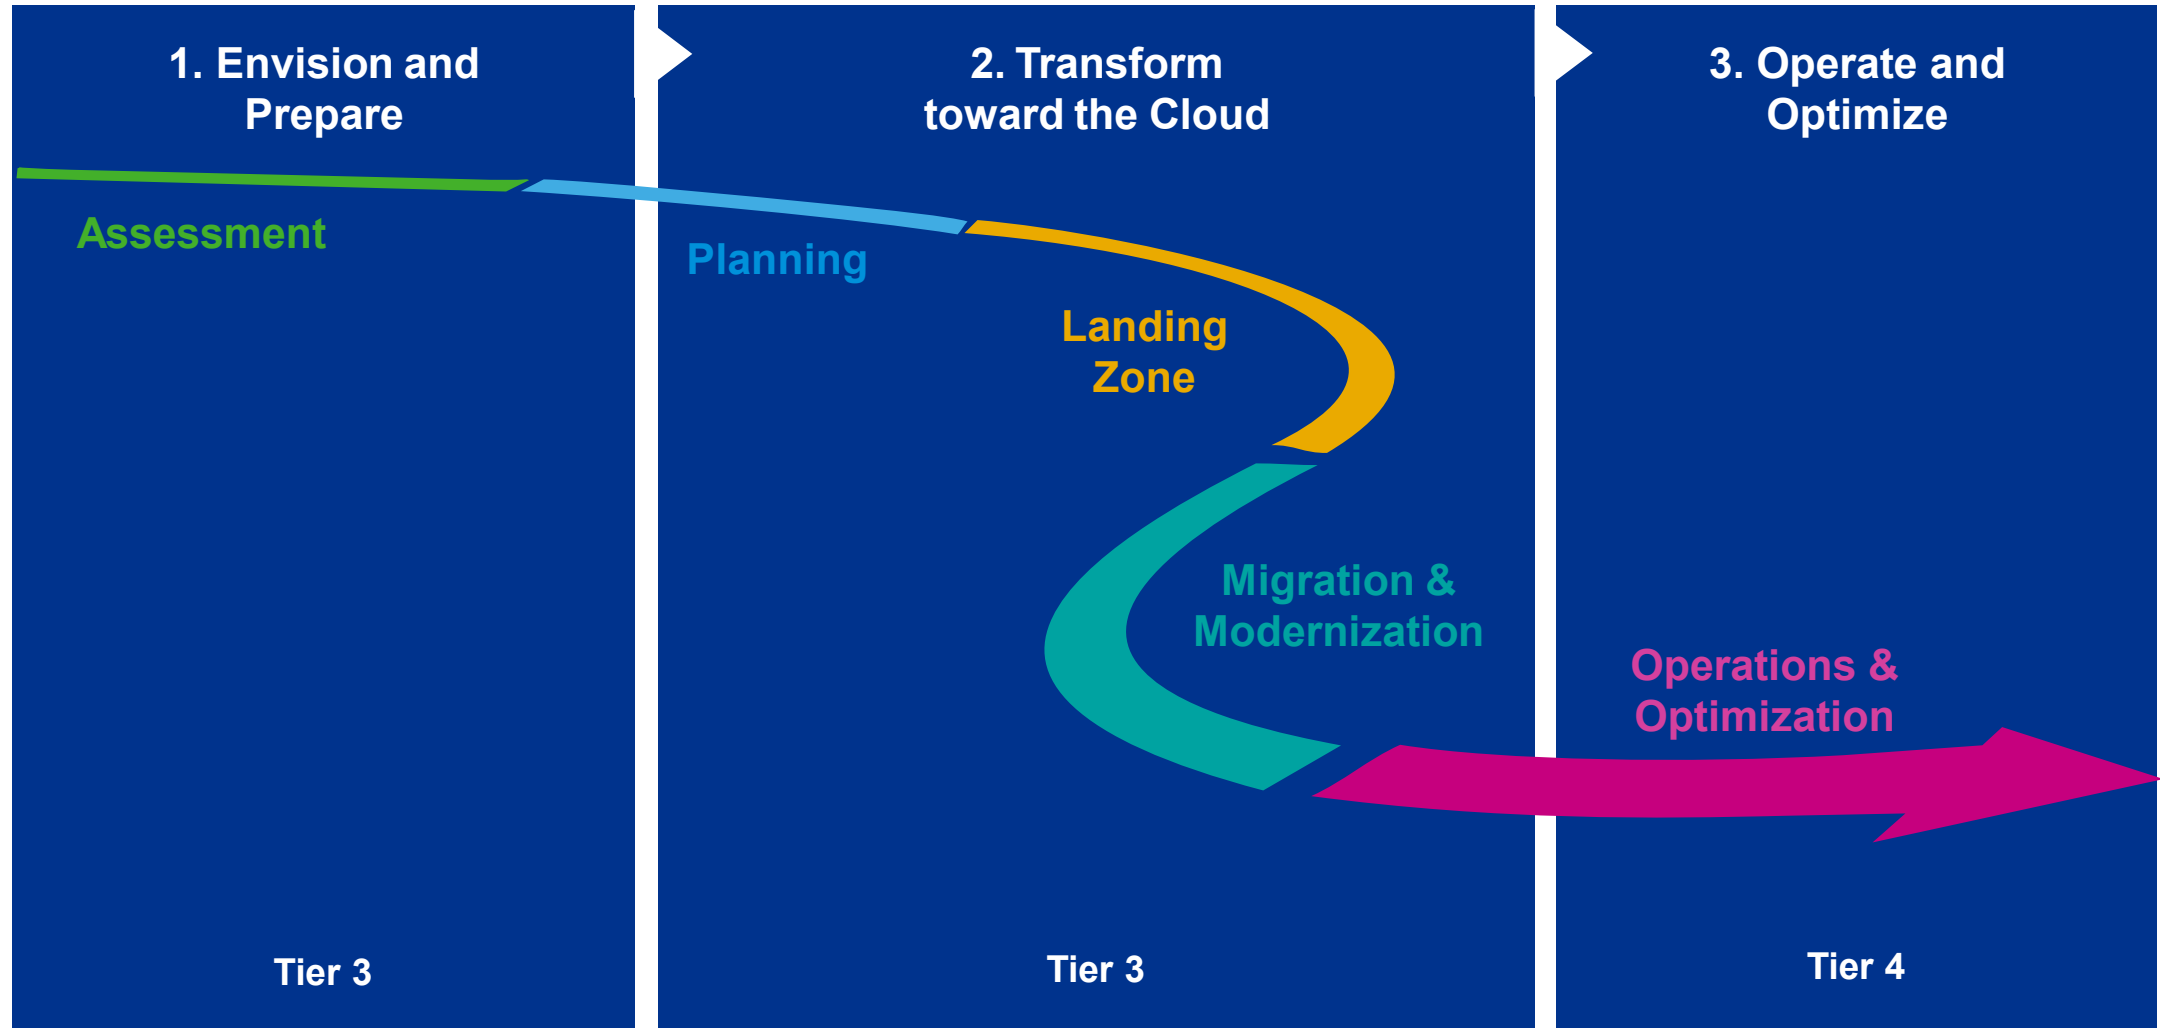 1. Envision and
Prepare
2. Transform
toward the Cloud
3. Operate and
Optimize
Assessment
Planning
Landing
Zone
Migration &
Modernization
Operations &
Optimization
Tier 3
Tier 3
Tier 4